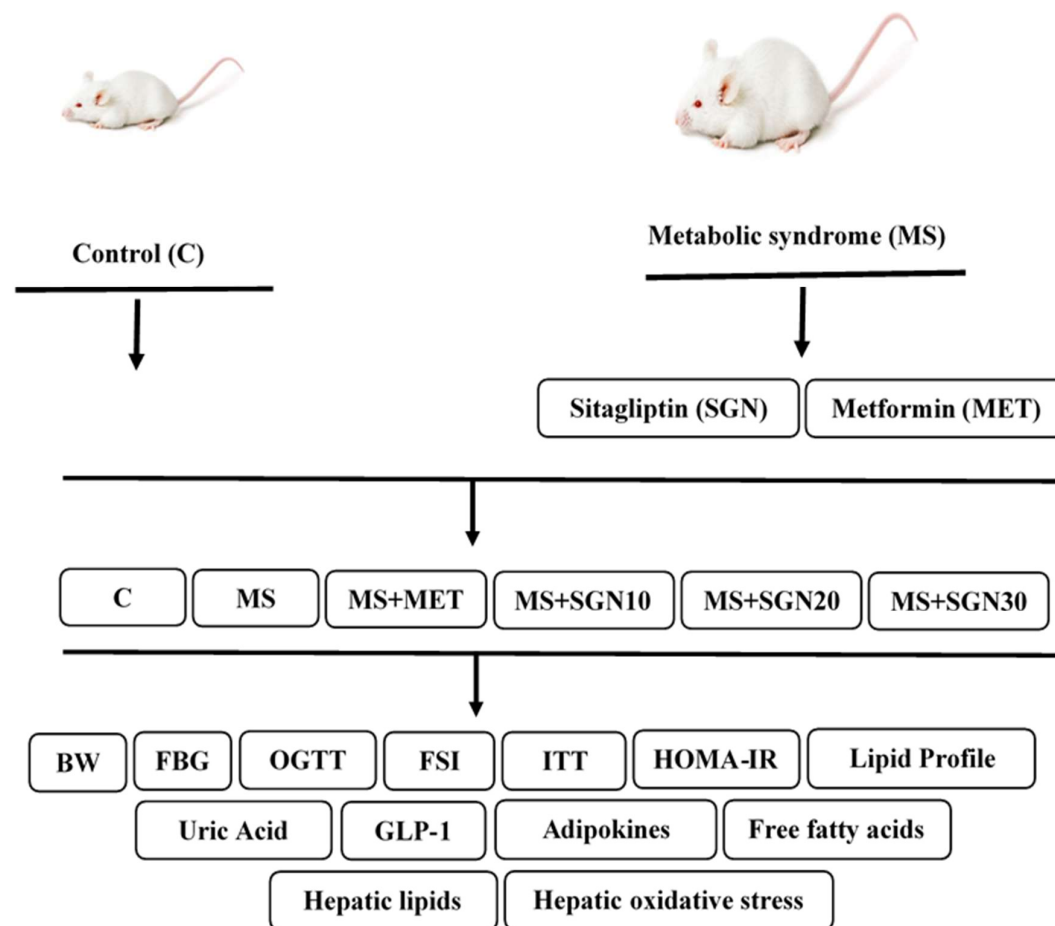 Control (C)
Metabolic syndrome (MS)
Sitagliptin (SGN)
Metformin (MET)
C
MS
MS+MET
MS+SGN10
MS+SGN20
MS+SGN30
BW
FBG
OGTT
FSI
ITT
HOMA-IR
Lipid Profile
Uric Acid
GLP-1
Adipokines
Free fatty acids
Hepatic lipids
Hepatic oxidative stress